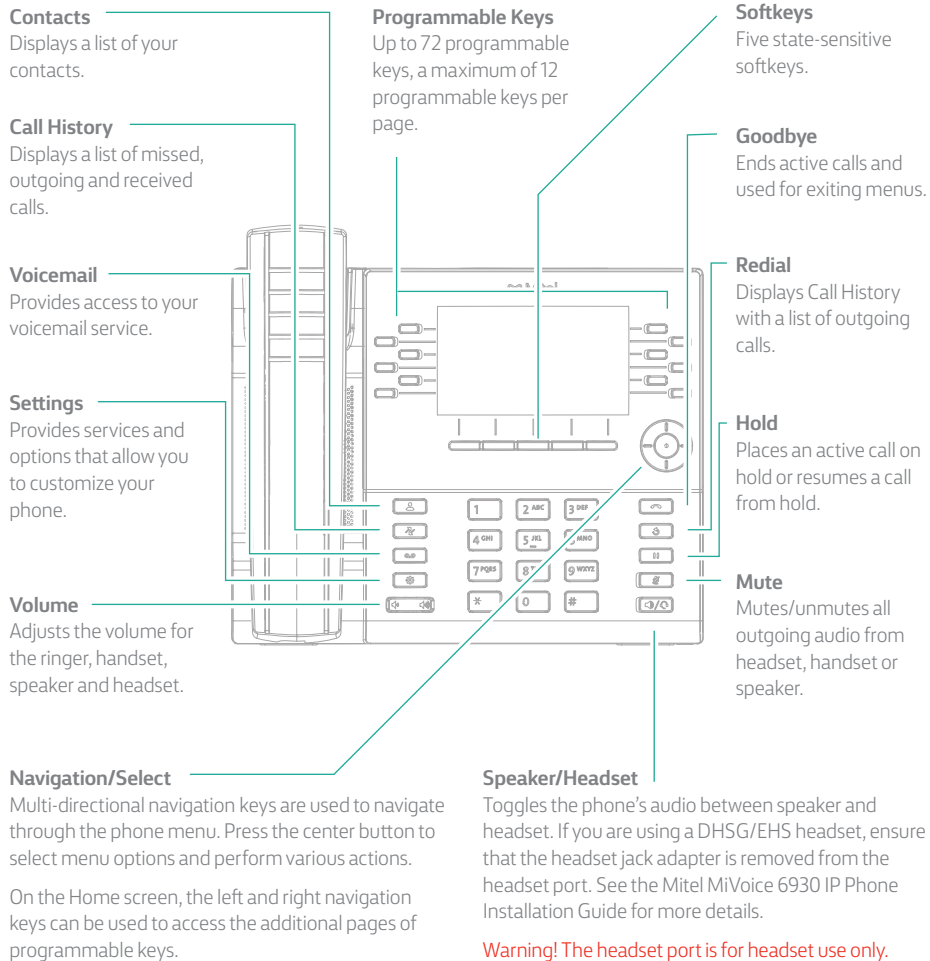 Contacts
Displays a list of your
contacts.
Call History
Displays a list of missed,
outgoing and received
calls.
Voicemail
Provides access to your
voicemail service.
Settings
Provides services and
options that allow you
to customize your
phone.
Volume
Adjusts the volume for
the ringer, handset,
speaker and headset.
Programmable Keys
Up to 72 programmable
keys, a maximum of 12
programmable keys per
page.
Softkeys
Five state-sensitive
softkeys.
Goodbye
Ends active calls and
used for exiting menus.
Redial
Displays Call History
with a list of outgoing
calls.
Hold
Places an active call on
hold or resumes a call
from hold.
Mute
Mutes/unmutes all
outgoing audio from
headset, handset or
speaker.
1 2 ABC 3 DEF
4 GHI 5 JKL MNO
7 PQRS 8 9 WXYZ
* 0 #
Navigation/Select
Multi-directional navigation keys are used to navigate
through the phone menu. Press the center button to
select menu options and perform various actions.
On the Home screen, the left and right navigation
keys can be used to access the additional pages of
programmable keys.
Speaker/Headset
Toggles the phone's audio between speaker and
headset. If you are using a DHSG/EHS headset, ensure
that the headset jack adapter is removed from the
headset port. See the Mitel MiVoice 6930 IP Phone
Installation Guide for more details.
Warning! The headset port is for headset use only.